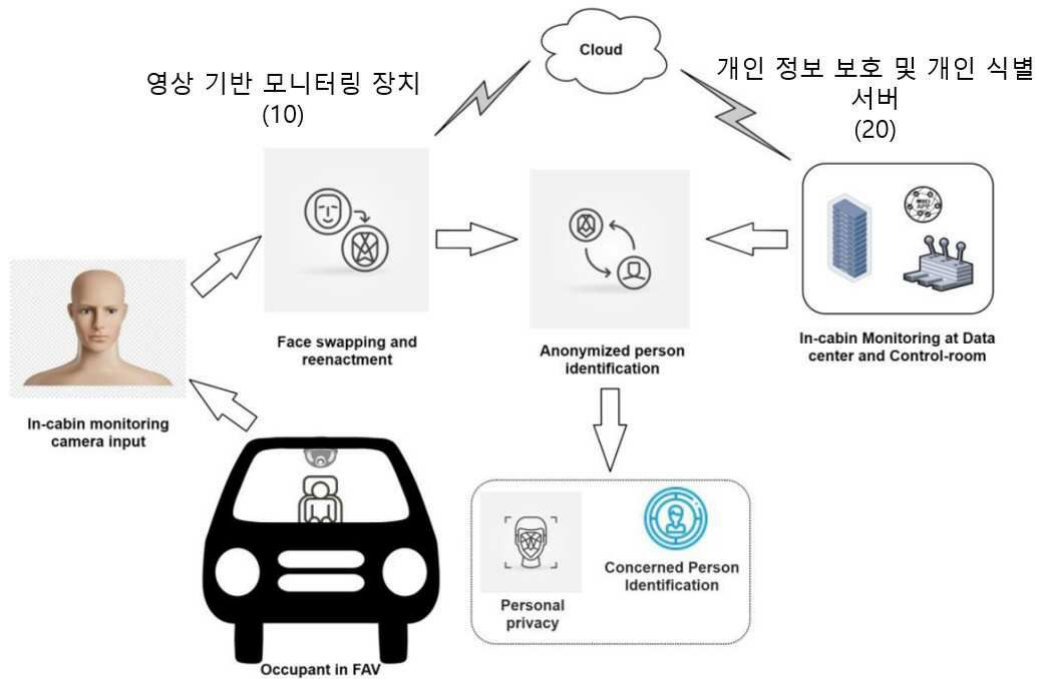 Cloud
영상 기반 모니터링 장치
(10)
개인 정보 보호 및 개인 식별
서버
(20)
Face swapping and
reenactment
Anonymized person
identification
In-cabin Monitoring at Data
center and Control-room
In-cabin monitoring
camera input
Occupant in FAV
Personal
privacy
Concerned Person
Identification